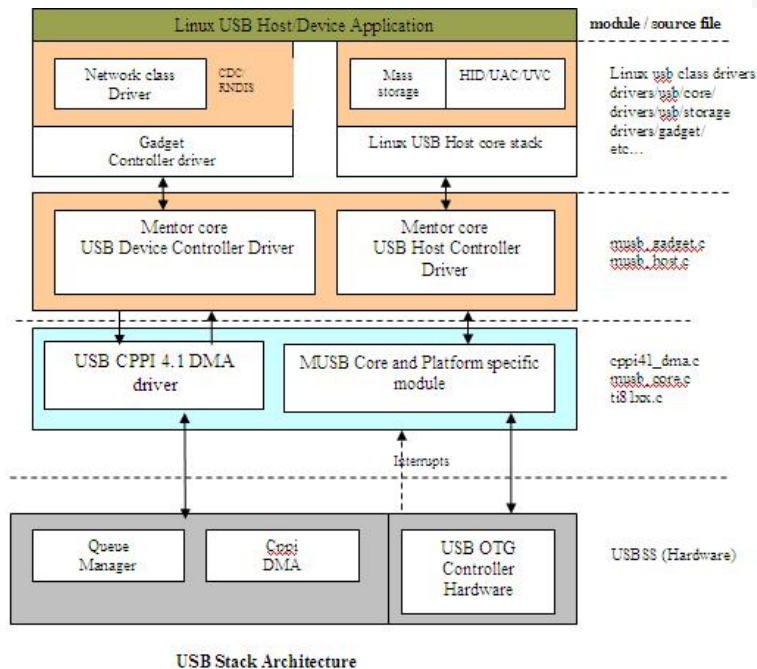 Linux USB Host/Device Application
module / source file
Network class
Driver
CDC/
RNDIS
Mass
storage
HID/UAC/UVC
Linux usb class drivers
drivers/usb/core/
drivers/usb/storage
drivers/gadget/
etc...
Gadget
Controller driver
Linux USB Host core stack
Mentor core
USB Device Controller Driver
Mentor core
USB Host Controller
Driver
musb_gadget.c
musb_host.c
USB CPPI 4.1 DMA
driver
MUSB Core and Platform specific
module
cppi41_dma.c
musb_core.c
ti81xx.c
Interrupts
Queue
Manager
Cppi
DMA
USB OTG
Controller
Hardware
USBSS (Hardware)
USB Stack Architecture